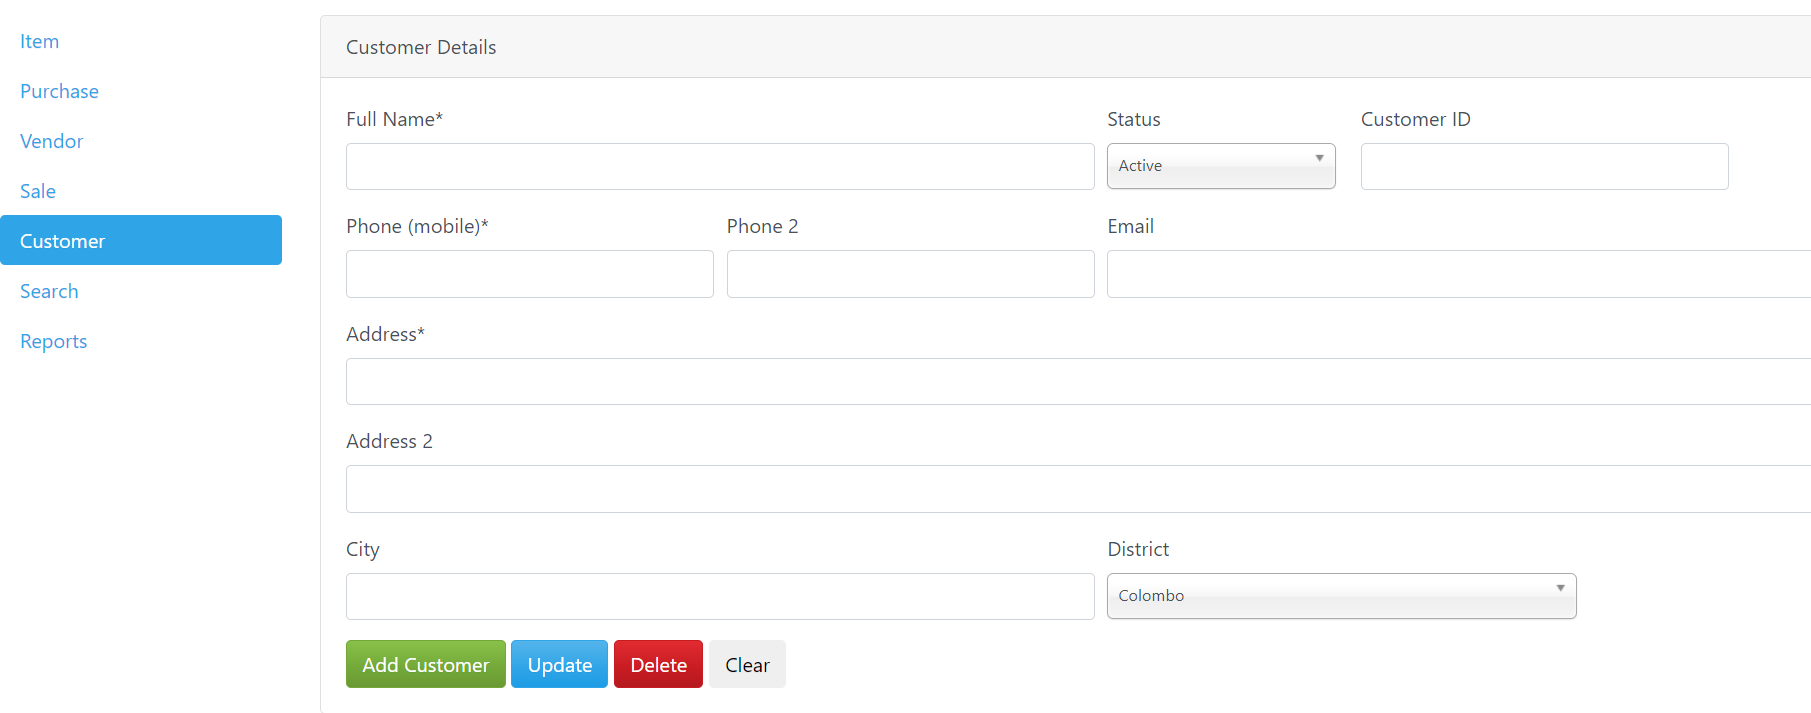 Item
Purchase
Vendor
Sale
Customer
Search
Reports
Customer Details
Full Name*
Status
Customer ID
Active
Phone (mobile)*
Phone 2
Email
Address*
Address 2
City
District
Colombo
Add Customer
Update
Delete
Clear